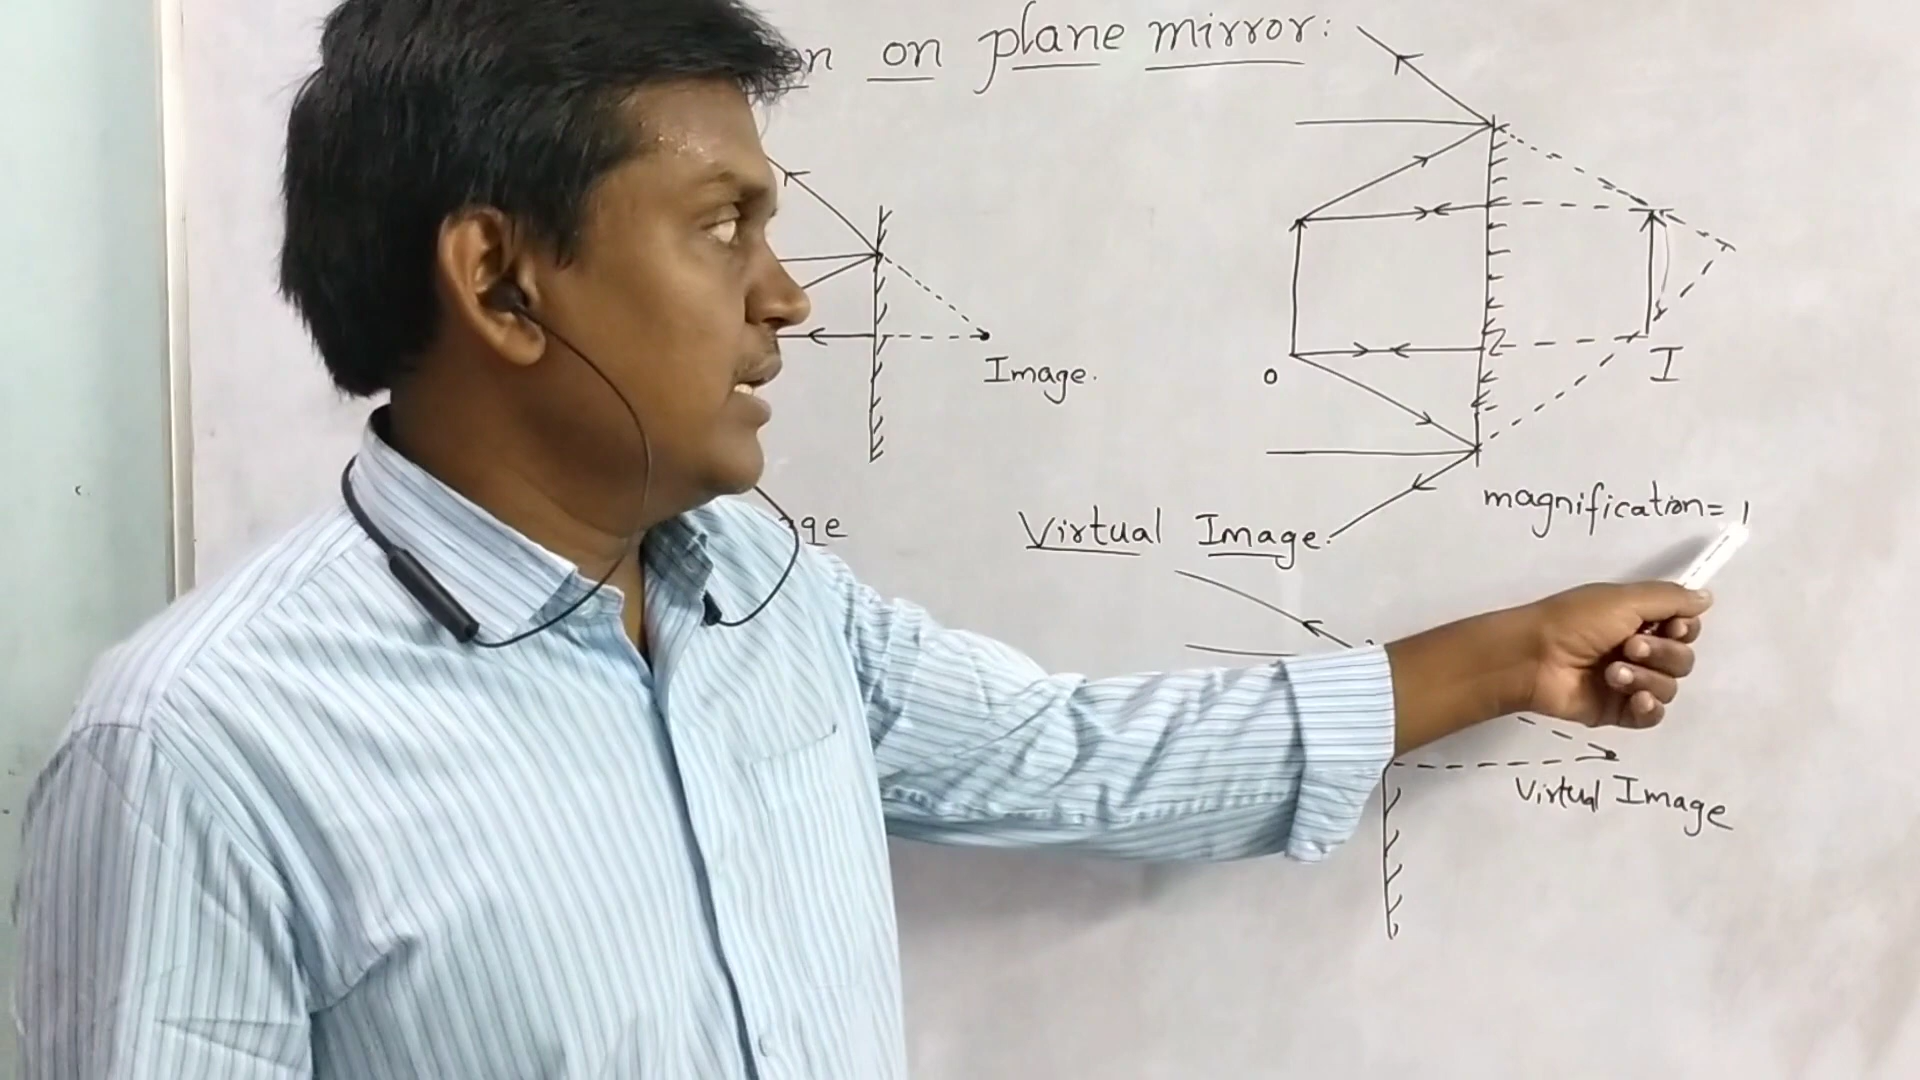 on plane mirror:
Image.
O
I
magnification= 1
Virtual Image.
Virtual Image